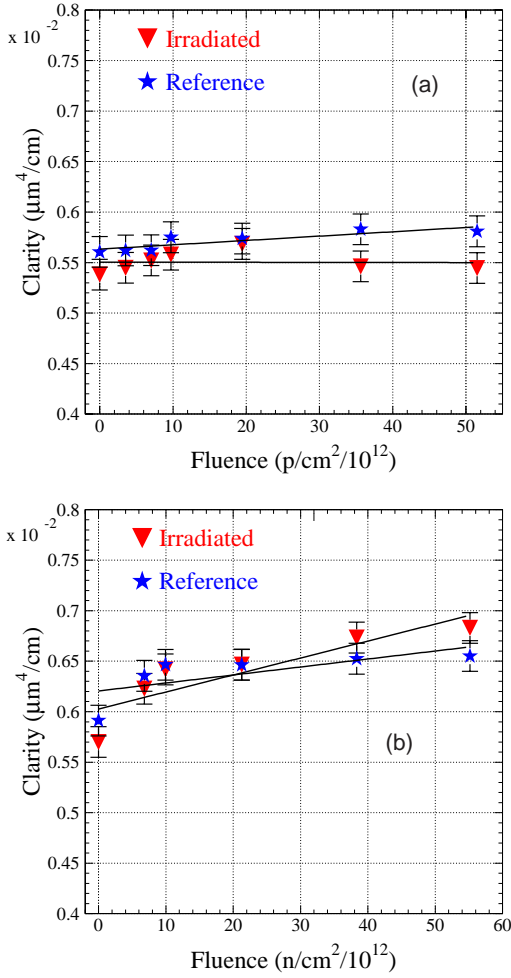 x 10 -2
0.8
Irradiated
0.75
Reference
(a)
0.7
0.65
0.6
0.55
0.5
0.45
0.4
Clarity (μm4/cm)
0 10 20 30 40 50
Fluence (p/cm2/1012)
x 10 -2
0.8
Irradiated
0.75
Reference
0.7
0.65
0.6
(b)
0.55
0.5
0.45
0.4
Clarity (μm4/cm)
0 10 20 30 40 50 60
Fluence (n/cm2/1012)